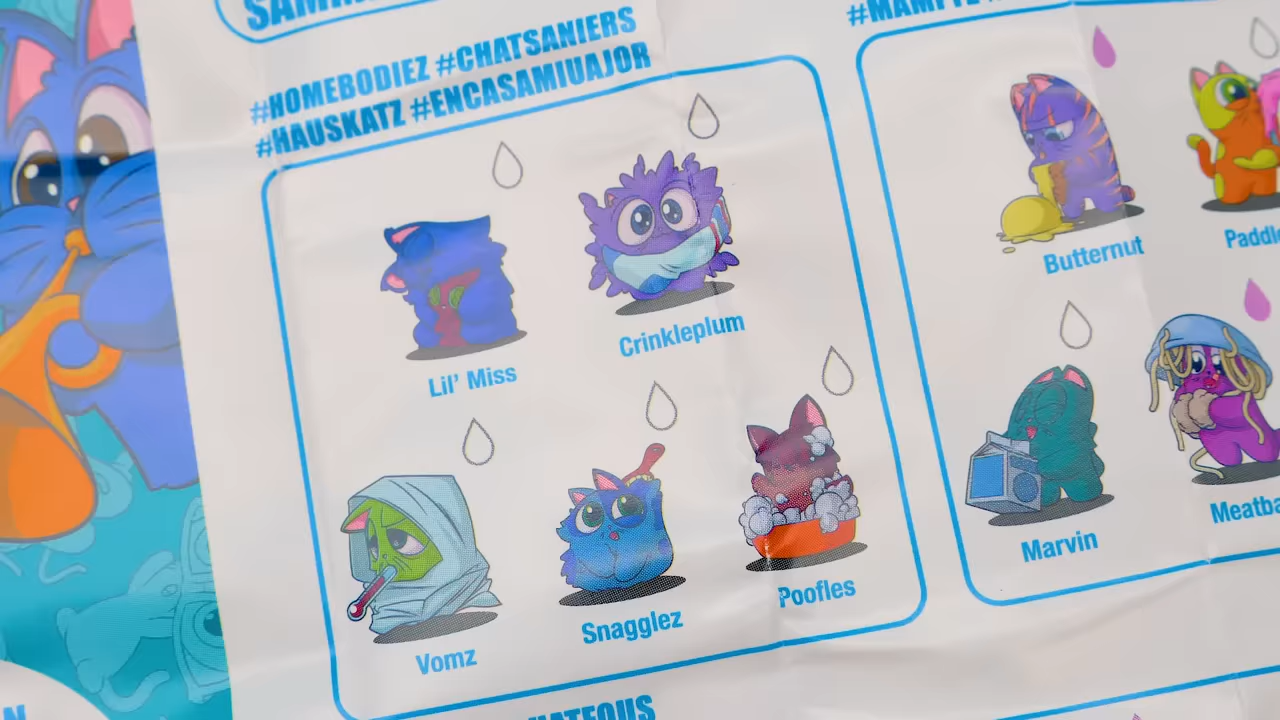 #HOMEBODIEZ #CHATSANIERS
#HAUSKATZ #ENCASAMIUAJOR
Lil' Miss
Crinkleplum
Vomz
Snagglez
Poofles
Butternut
Marvin